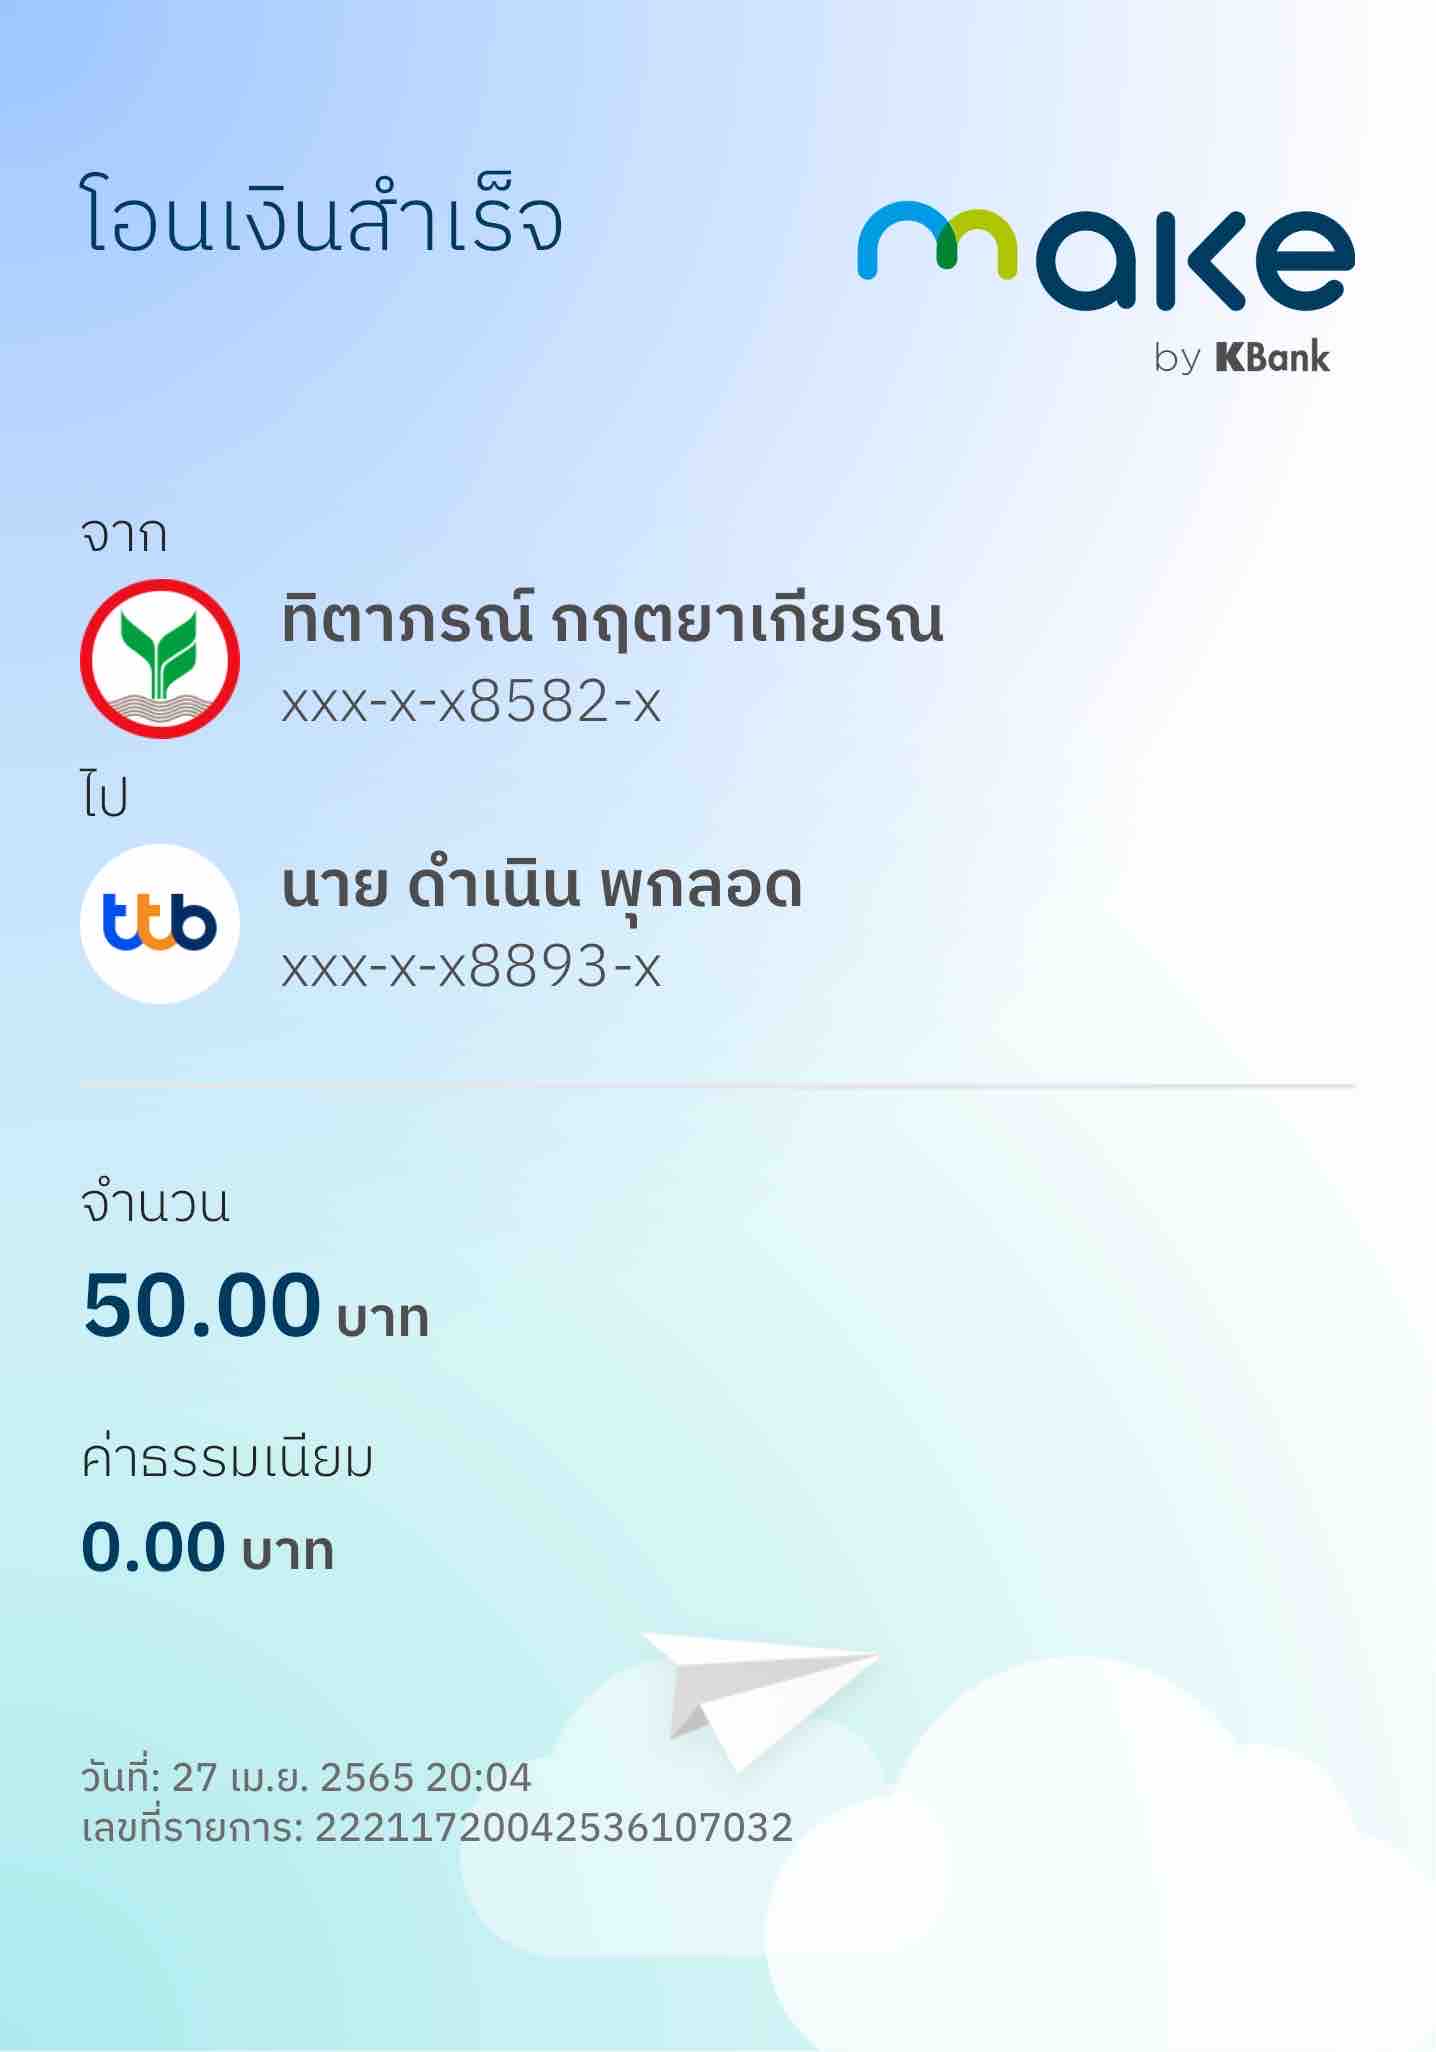 โอนเงินสำเร็จ
make
by KBank
จาก
ทิตาภรณ์ กฤตยาเกียรณ
xxx-x-x8582-x
ไป
ttb
นาย ดำเนิน พุกลอด
xxx-x-x8893-x
จำนวน
50.00 บาท
ค่าธรรมเนียม
0.00 บาท
วันที่: 27 เม.ย. 2565 20:04
เลขที่รายการ: 22211720042536107032